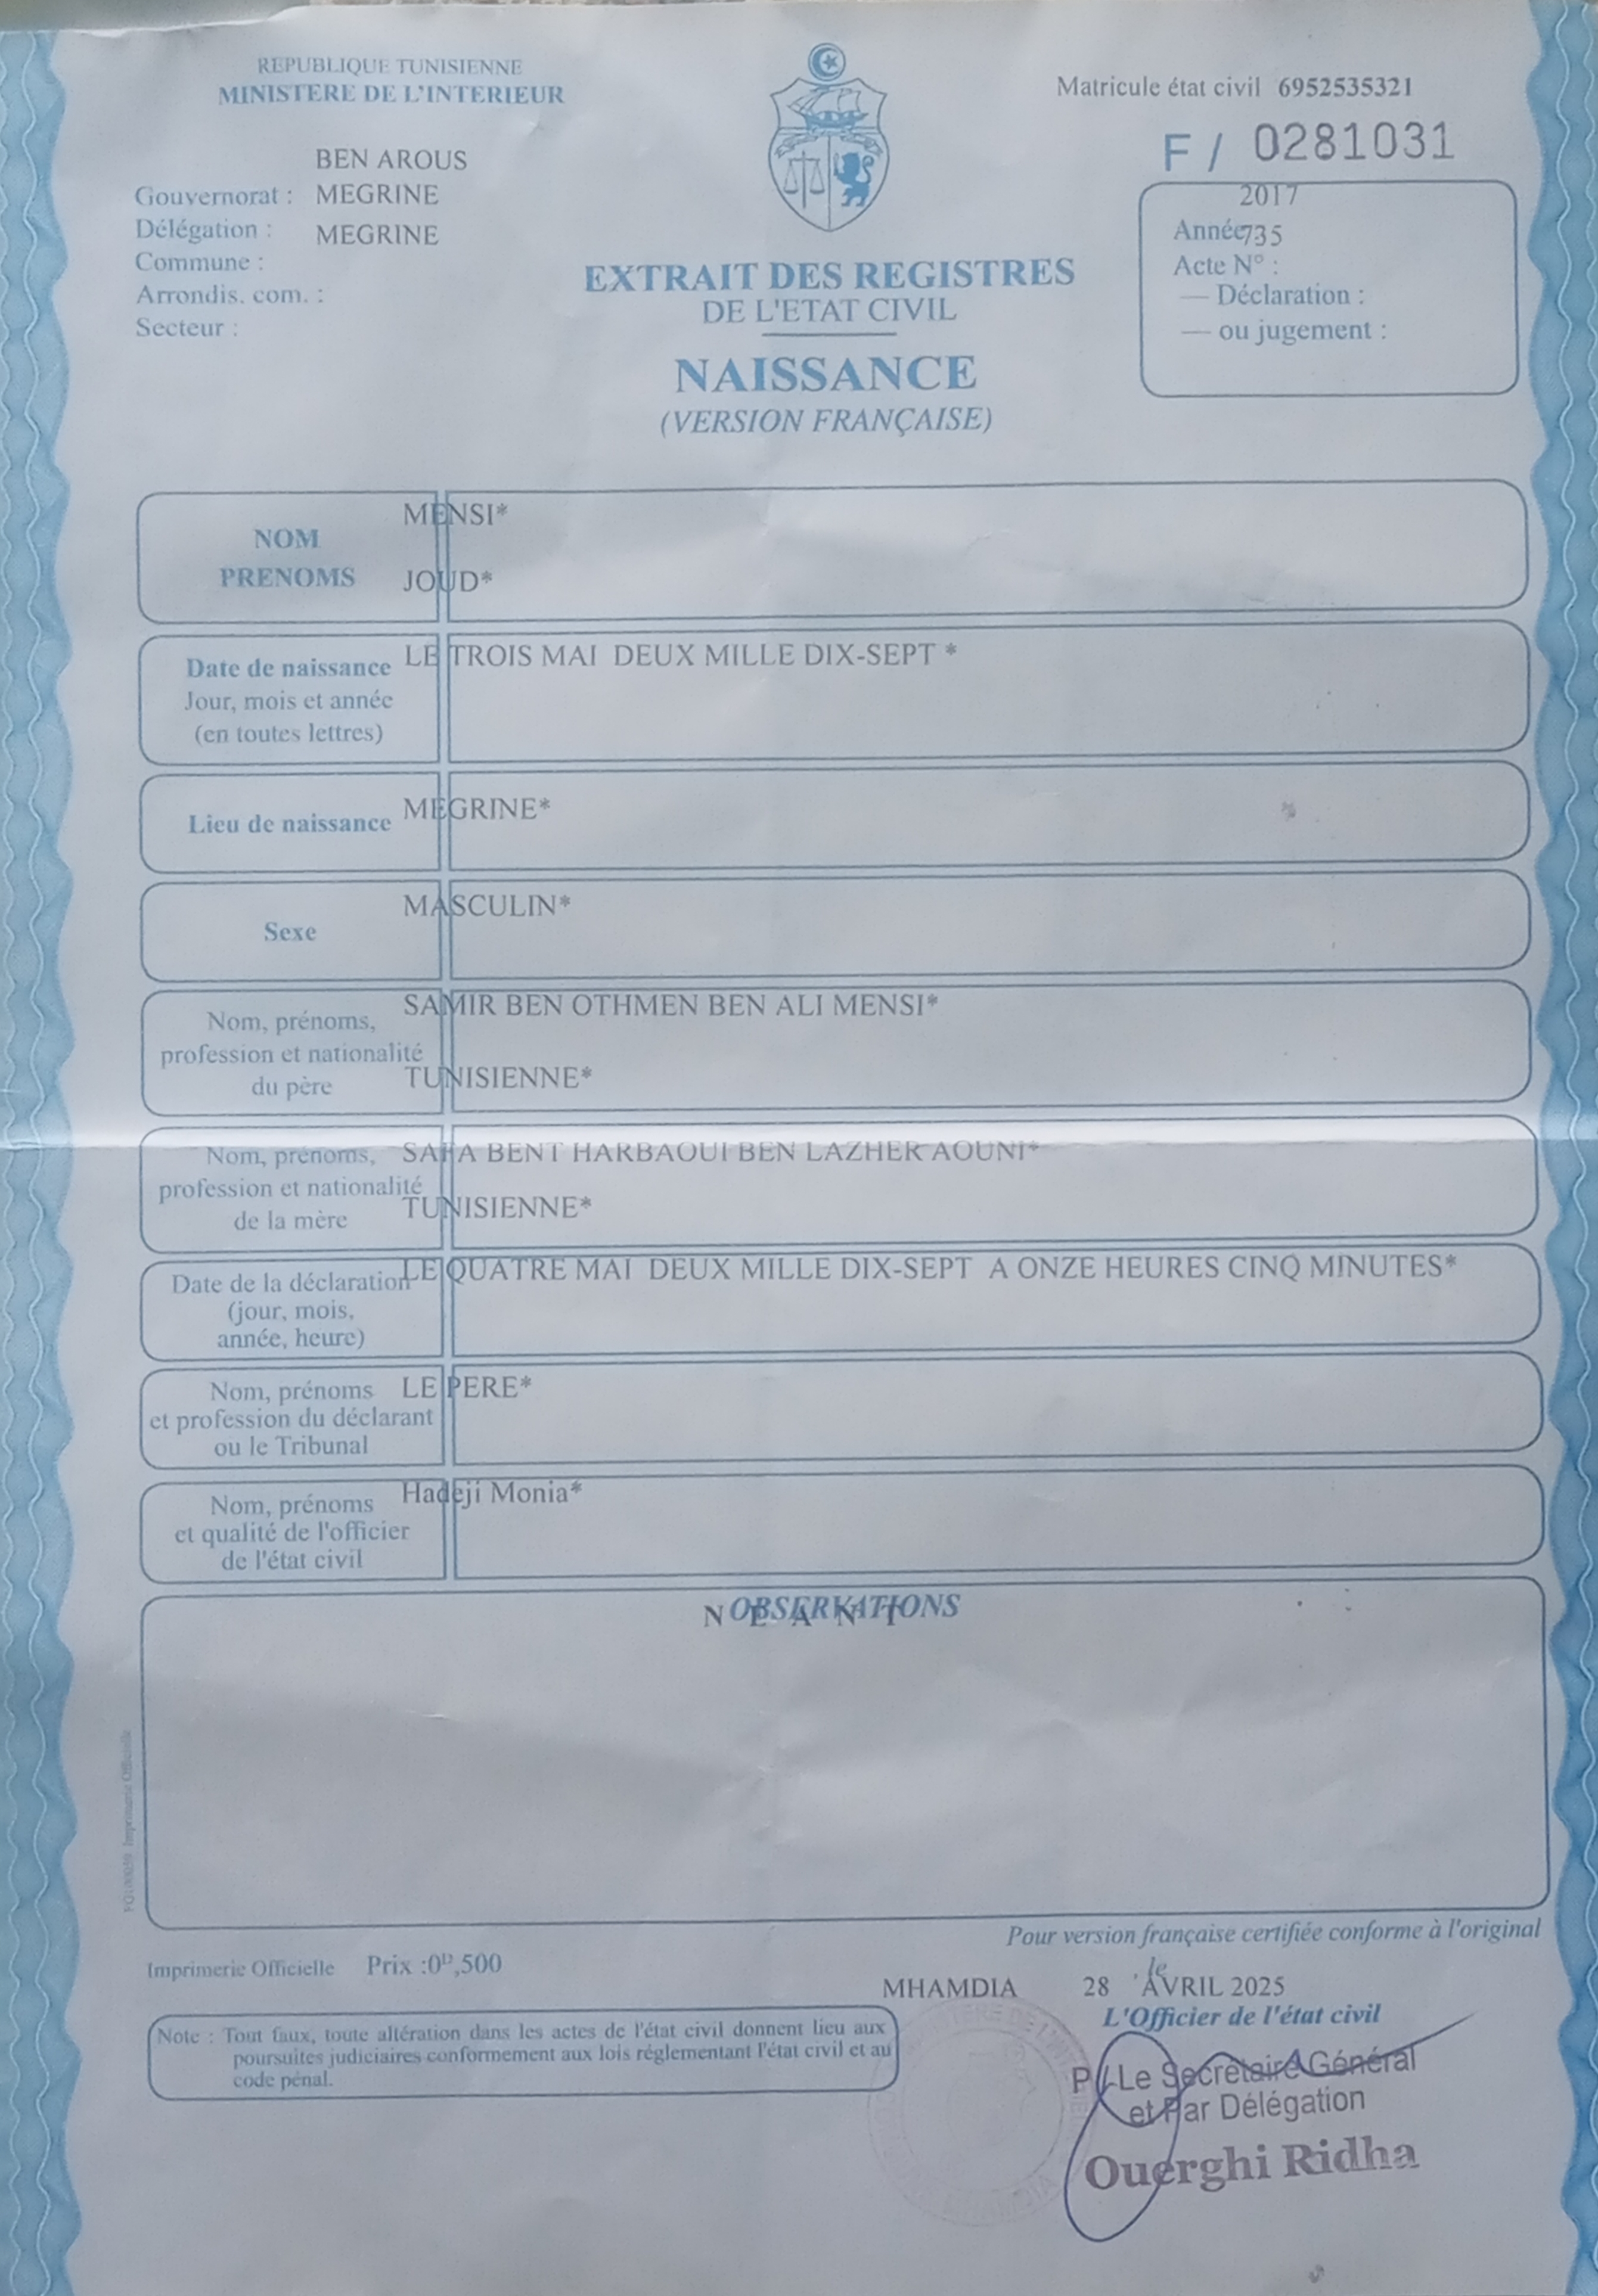 REPUBLIQUE TUNISIENNE
MINISTERE DE L'INTERIEUR
Matricule état civil 6952535321
F / 0281031
BEN AROUS
Gouvernorat : MEGRINE
Délégation : MEGRINE
Commune :
Arrondis. com. :
Secteur :
2017
Année 735
Acte N° :
— Déclaration :
— ou jugement :
EXTRAIT DES REGISTRES
DE L'ETAT CIVIL
NAISSANCE
(VERSION FRANÇAISE)
NOM MENSI*
PRENOMS JOUD*
Date de naissance LE TROIS MAI DEUX MILLE DIX-SEPT *
Jour, mois et année
(en toutes lettres)
Lieu de naissance MEGRINE*
Sexe MASCULIN*
SAMIR BEN OTHMEN BEN ALI MENSI*
Nom, prénoms,
profession et nationalité
du père TUNISIENNE*
Nom, prénoms, SAFA BENT HARBAOUI BEN LAZHER AOUNI*
profession et nationalité
de la mère TUNISIENNE*
Date de la déclaration LE QUATRE MAI DEUX MILLE DIX-SEPT A ONZE HEURES CINQ MINUTES*
(jour, mois,
année, heure)
Nom, prénoms LE PERE*
et profession du déclarant
ou le Tribunal
Nom, prénoms Hadeji Monia*
et qualité de l'officier
de l'état civil
OBSERVATIONS
N E A N T
Imprimerie Officielle
Pour version française certifiée conforme à l'original
Imprimerie Officielle Prix :0D,500
MHAMDIA le 28 AVRIL 2025
L'Officier de l'état civil
Note : Tout faux, toute altération dans les actes de l'état civil donnent lieu aux
poursuites judiciaires conformement aux lois réglementant l'état civil et au
code pénal.
P/ Le Secrétaire Général
et Par Délégation
Ouerghi Ridha